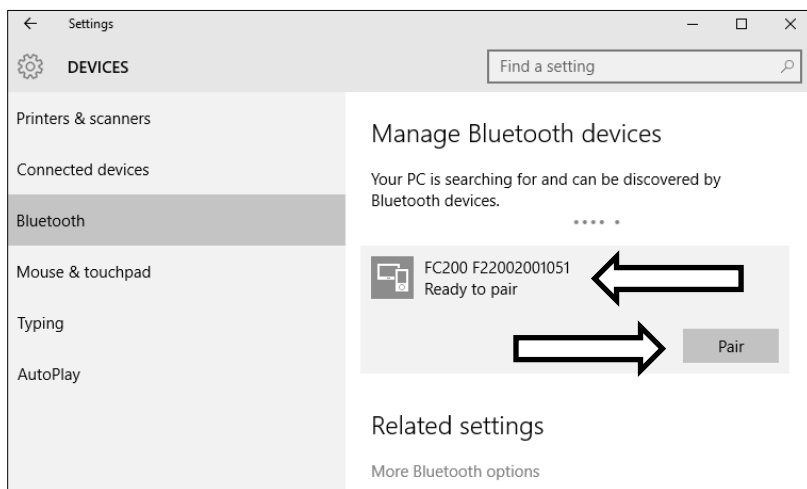 Settings
DEVICES
Find a setting
Printers & scanners
Connected devices
Bluetooth
Mouse & touchpad
Typing
AutoPlay
Manage Bluetooth devices
Your PC is searching for and can be discovered by
Bluetooth devices.
FC200 F22002001051
Ready to pair
Pair
Related settings
More Bluetooth options